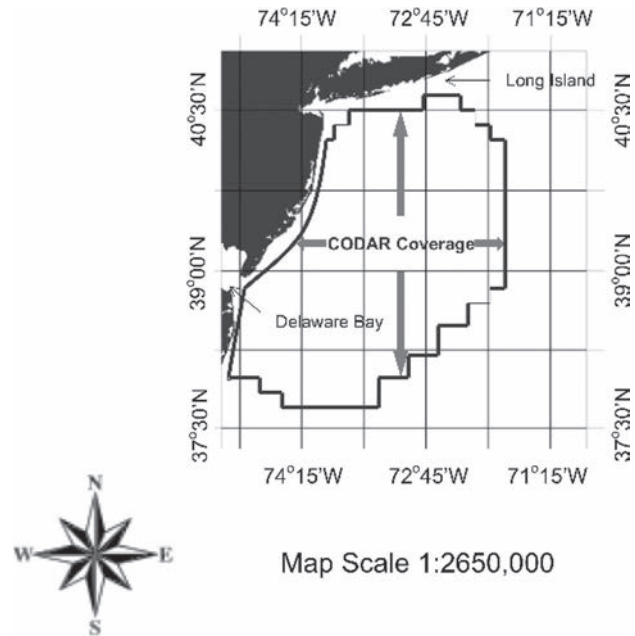 74°15'W 72°45'W 71°15'W
Long Island
40°30'N 40°30'N
CODAR Coverage
39°00'N 39°00'N
Delaware Bay
37°30'N 37°30'N
74°15'W 72°45'W 71°15'W
N
W E
S
Map Scale 1:2650,000